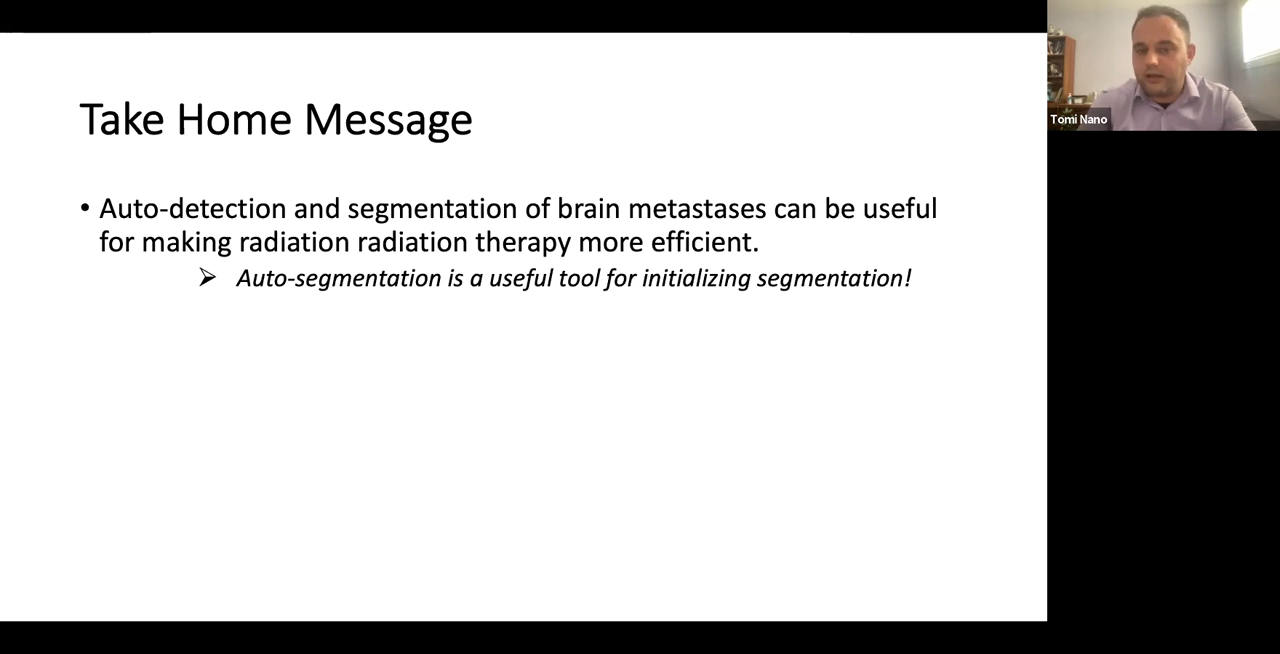 Take Home Message
• Auto-detection and segmentation of brain metastases can be useful
for making radiation radiation therapy more efficient.
➢ Auto-segmentation is a useful tool for initializing segmentation!
Tomi Nano